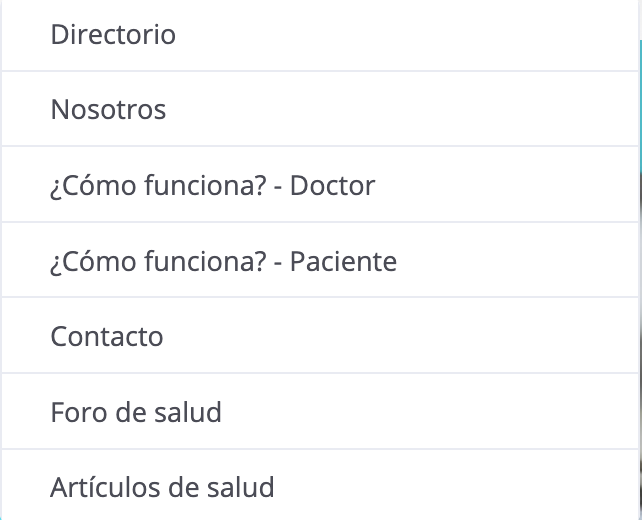 Directorio
Nosotros
¿Cómo funciona? - Doctor
¿Cómo funciona? - Paciente
Contacto
Foro de salud
Artículos de salud